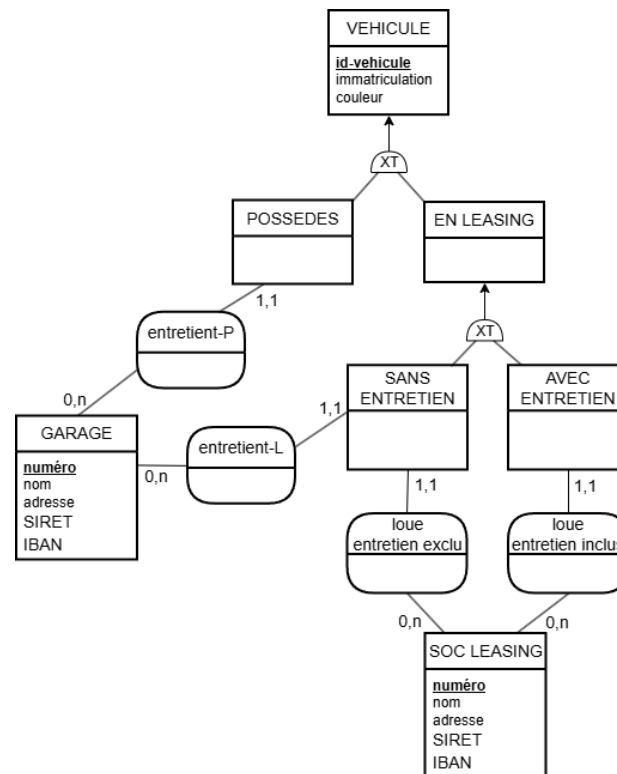 VEHICULE
id-vehicule
immatriculation
couleur
XT
POSSEDES
EN LEASING
1,1
entretient-P
XT
0,n
SANS
ENTRETIEN
AVEC
ENTRETIEN
1,1
GARAGE
entretient-L
0,n
numéro
nom
adresse
SIRET
IBAN
1,1
1,1
loue
entretien exclu
loue
entretien inclus
0,n
0,n
SOC LEASING
numéro
nom
adresse
SIRET
IBAN